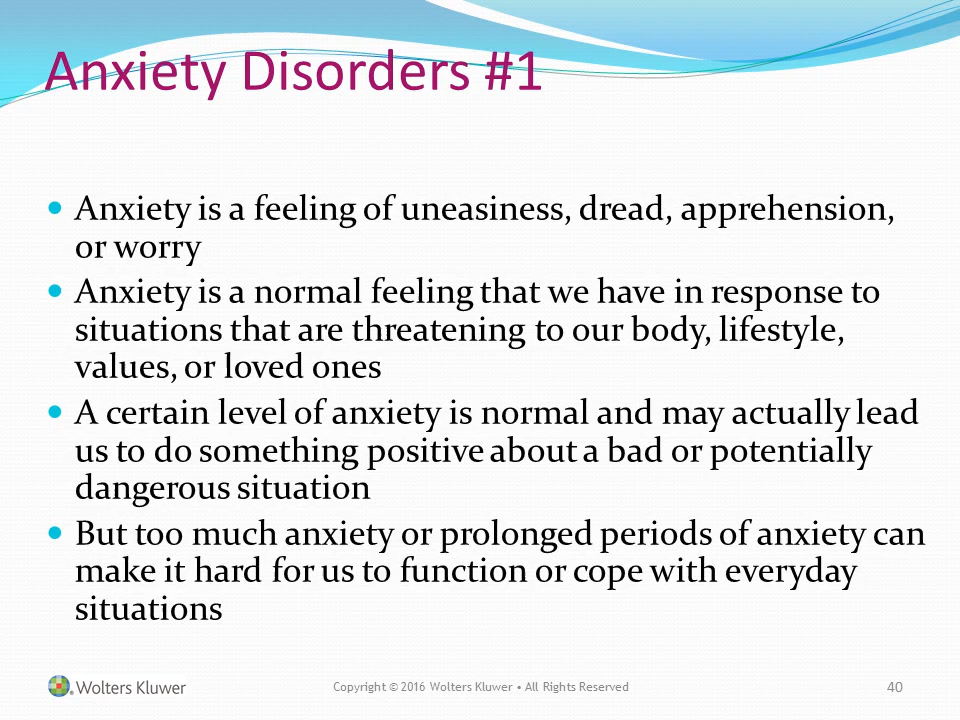 Anxiety Disorders #1
• Anxiety is a feeling of uneasiness, dread, apprehension,
or worry
• Anxiety is a normal feeling that we have in response to
situations that are threatening to our body, lifestyle,
values, or loved ones
• A certain level of anxiety is normal and may actually lead
us to do something positive about a bad or potentially
dangerous situation
• But too much anxiety or prolonged periods of anxiety can
make it hard for us to function or cope with everyday
situations
Wolters Kluwer
Copyright © 2016 Wolters Kluwer • All Rights Reserved
40